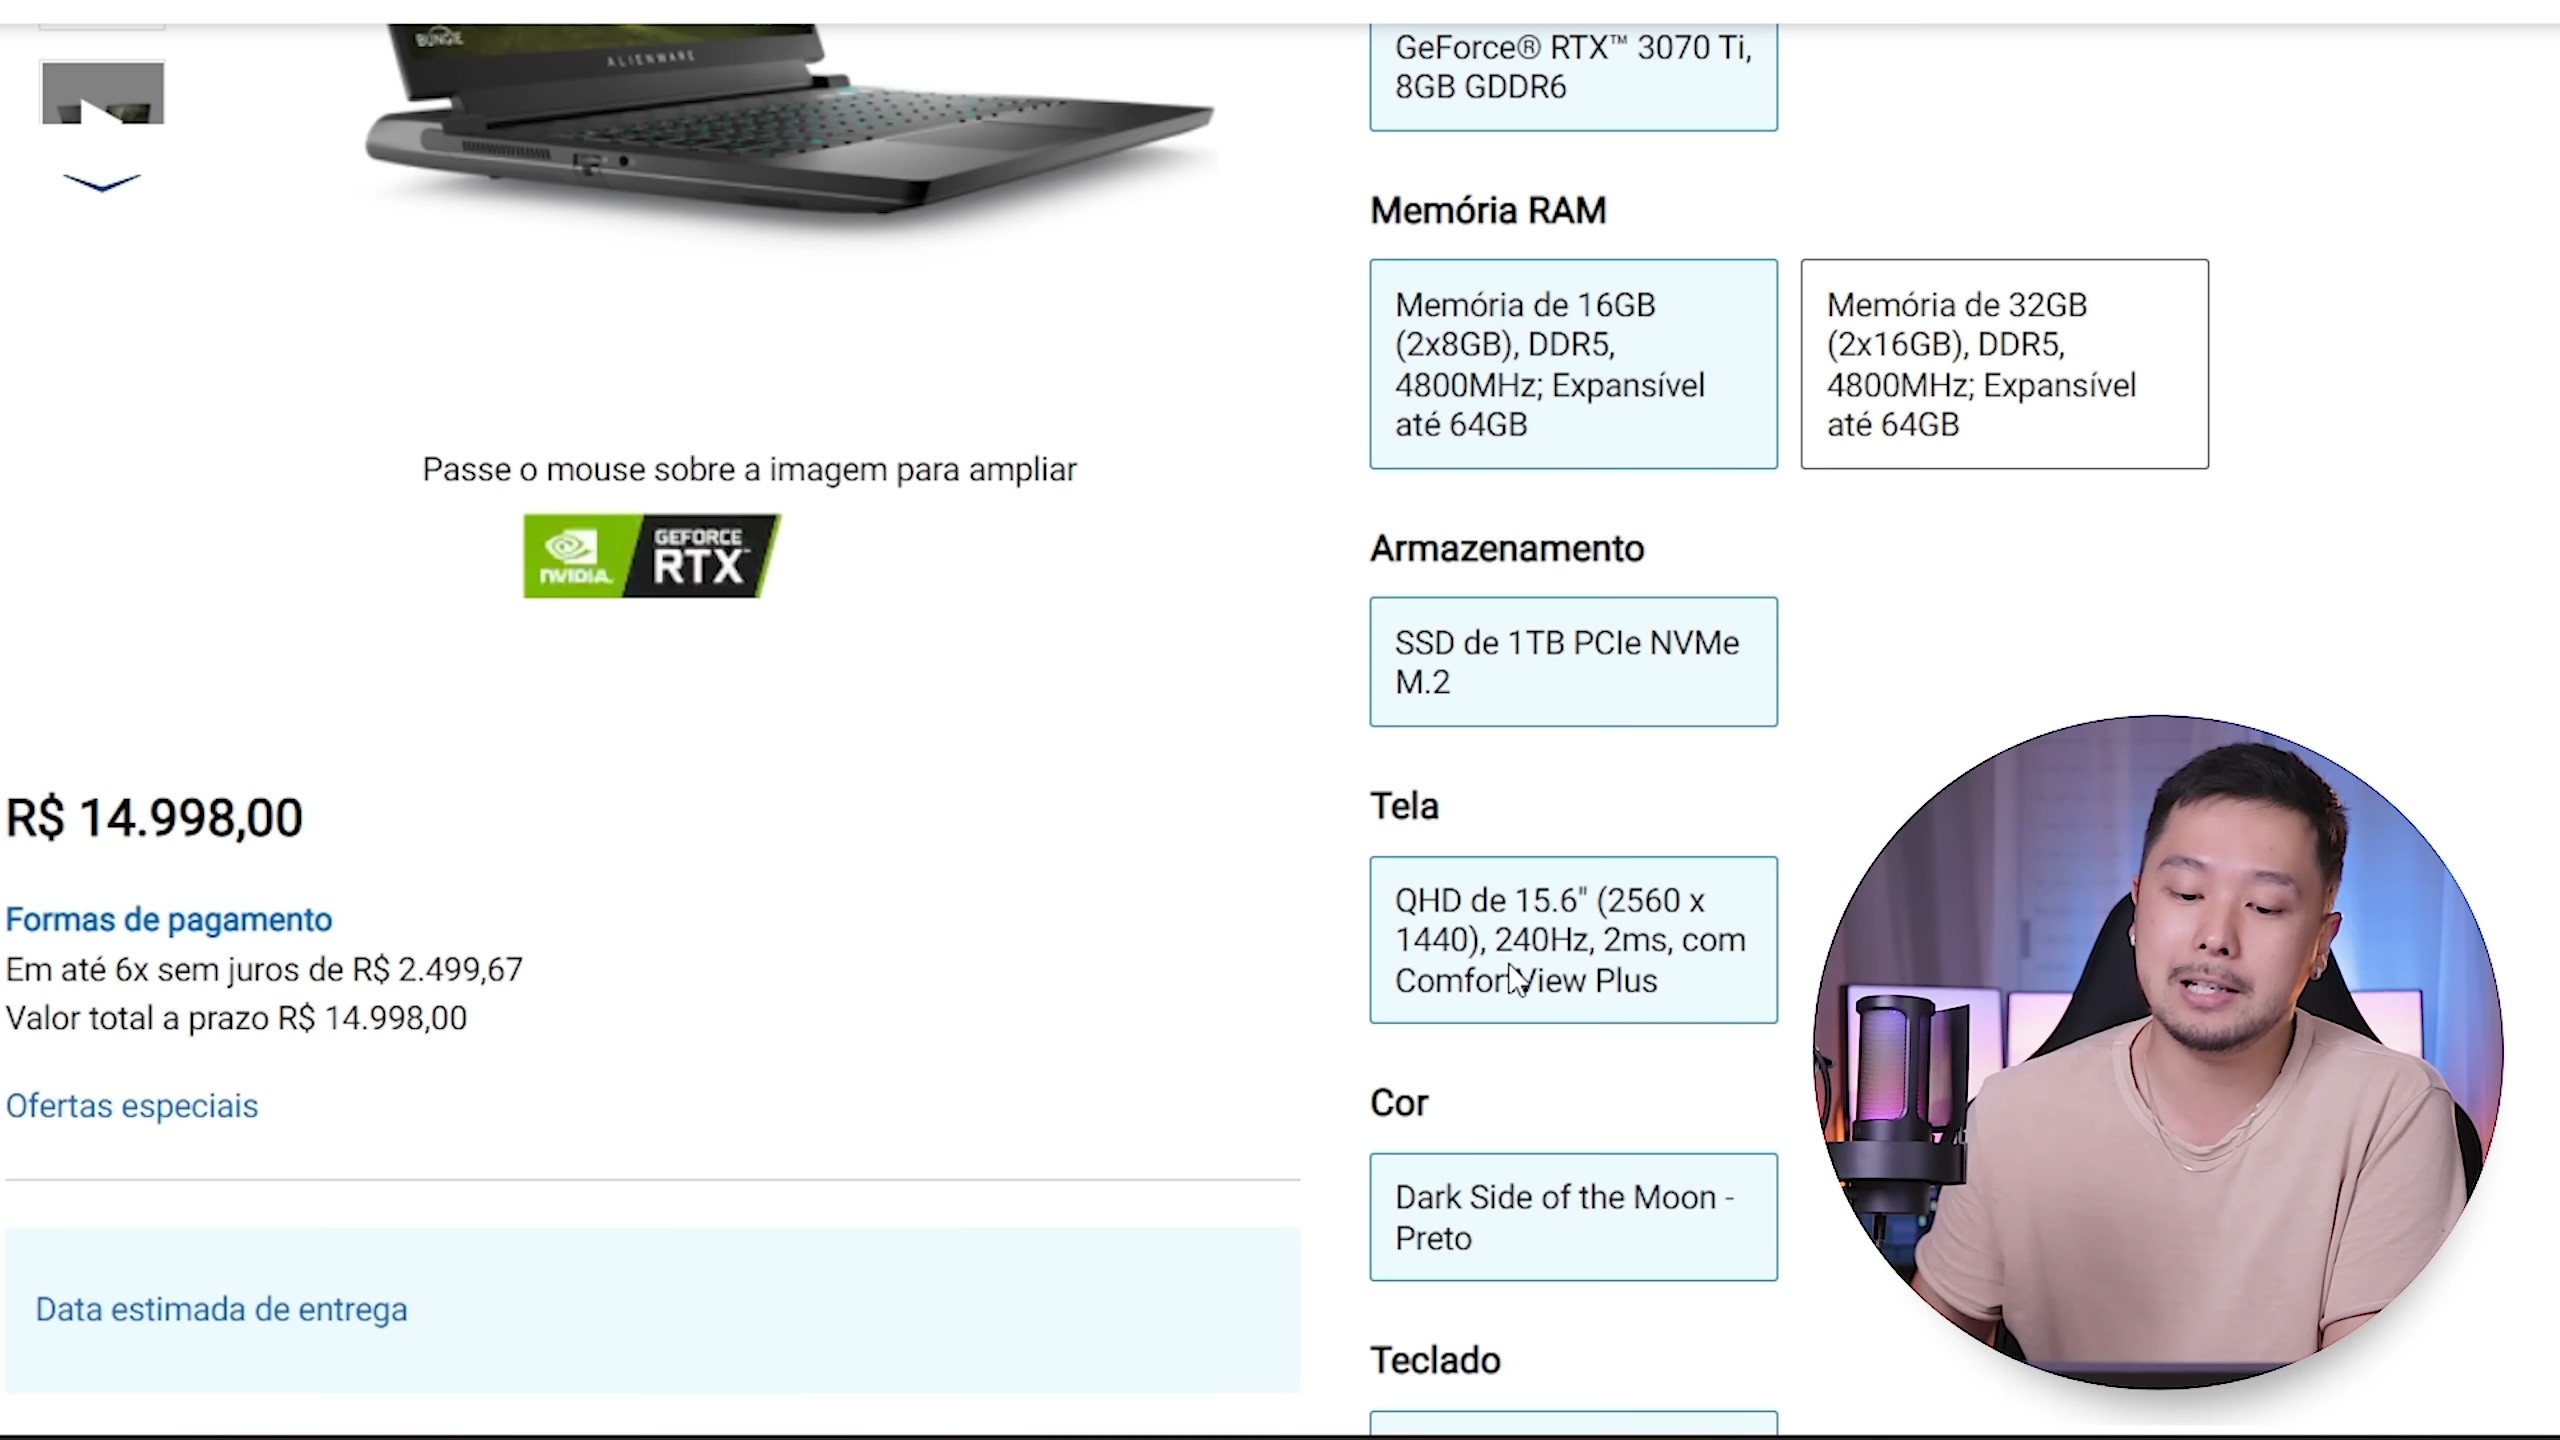 BUNGIE
ALIENWARE
GeForce® RTX™ 3070 Ti,
8GB GDDR6
Memória RAM
Memória de 16GB
(2x8GB), DDR5,
4800MHz; Expansível
até 64GB
Memória de 32GB
(2x16GB), DDR5,
4800MHz; Expansível
até 64GB
Passe o mouse sobre a imagem para ampliar
NVIDIA.
GEFORCE
RTX™
Armazenamento
SSD de 1TB PCIe NVMe
M.2
R$ 14.998,00
Formas de pagamento
Em até 6x sem juros de R$ 2.499,67
Valor total a prazo R$ 14.998,00
Ofertas especiais
Data estimada de entrega
Tela
QHD de 15.6" (2560 x
1440), 240Hz, 2ms, com
ComfortView Plus
Cor
Dark Side of the Moon -
Preto
Teclado